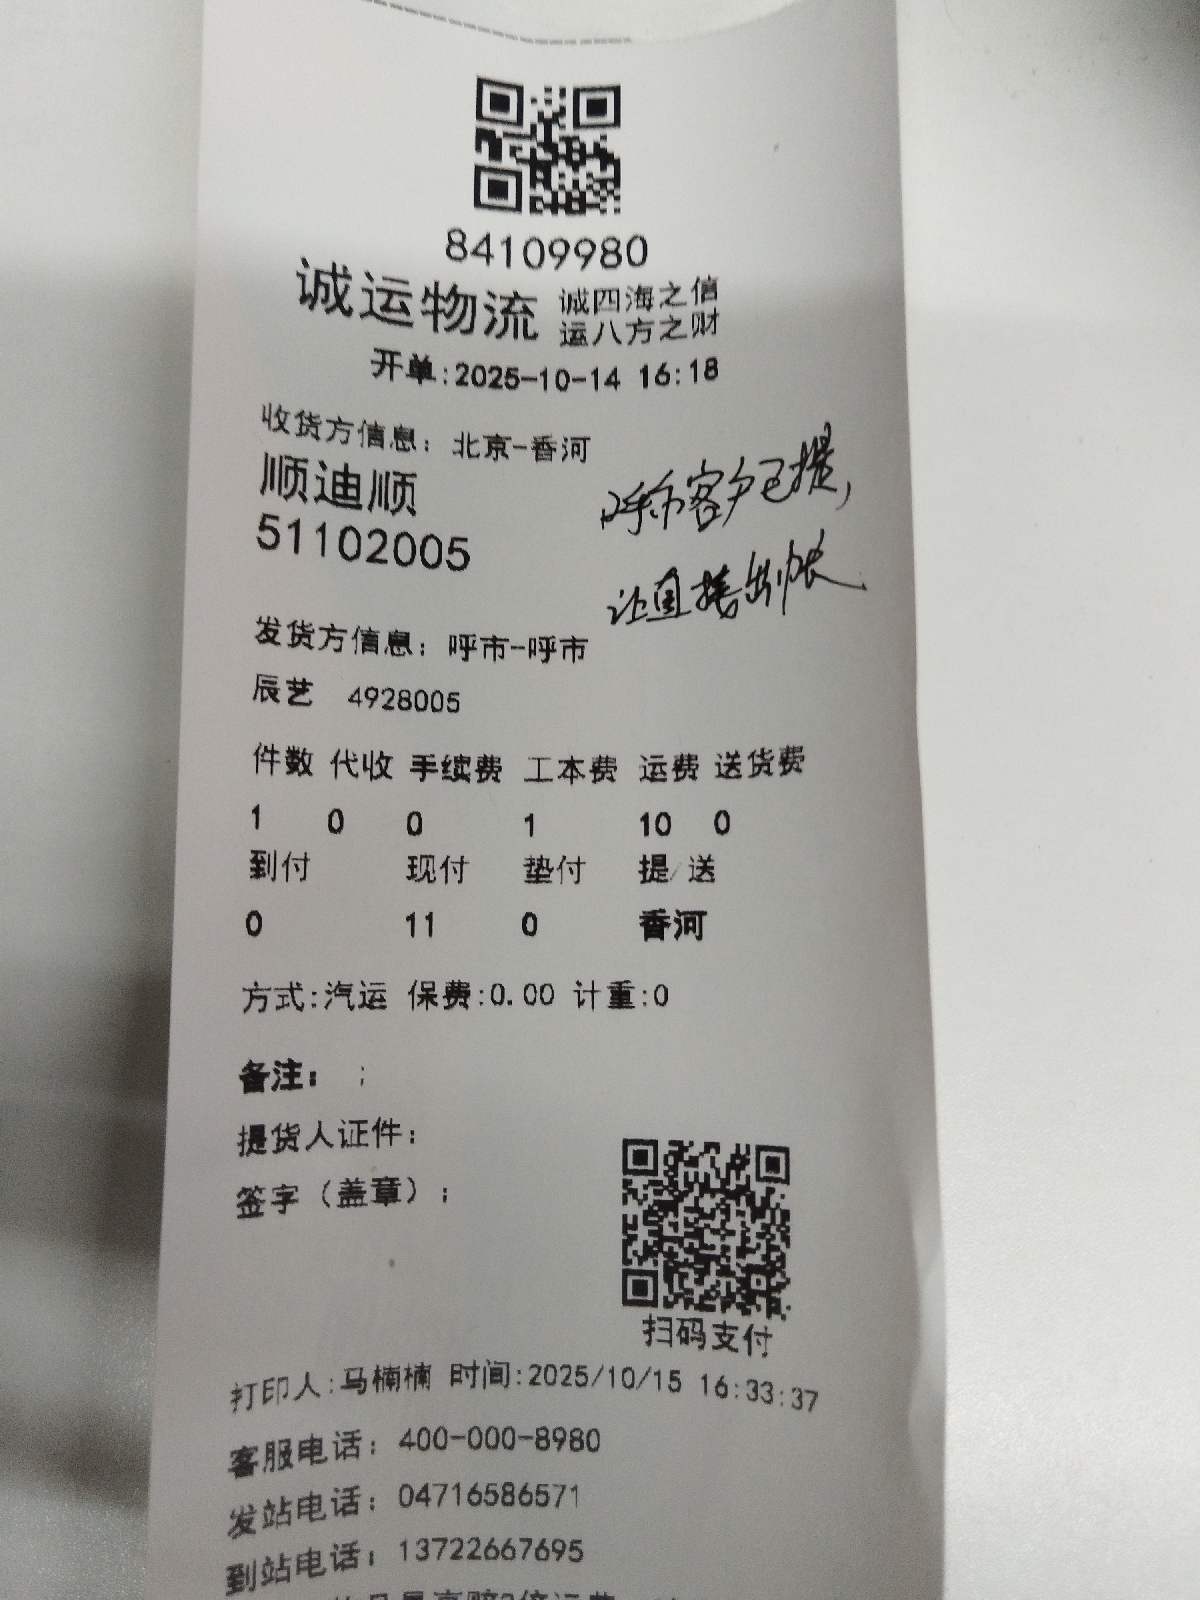 84109980
诚运物流 诚四海之信
运八方之财
开单:2025-10-14 16:18
收货方信息: 北京-香河
顺迪顺
51102005
呼市客户已提,
让直接出帐
发货方信息: 呼市-呼市
辰艺 4928005
件数 代收 手续费 工本费 运费 送货费
1 0 0 1 10 0
到付 现付 垫付 提/送
0 11 0 香河
方式:汽运 保费:0.00 计重:0
备注: ;
提货人证件:
签字（盖章）;
扫码支付
打印人:马楠楠 时间:2025/10/15 16:33:37
客服电话: 400-000-8980
发站电话: 04716586571
到站电话: 13722667695